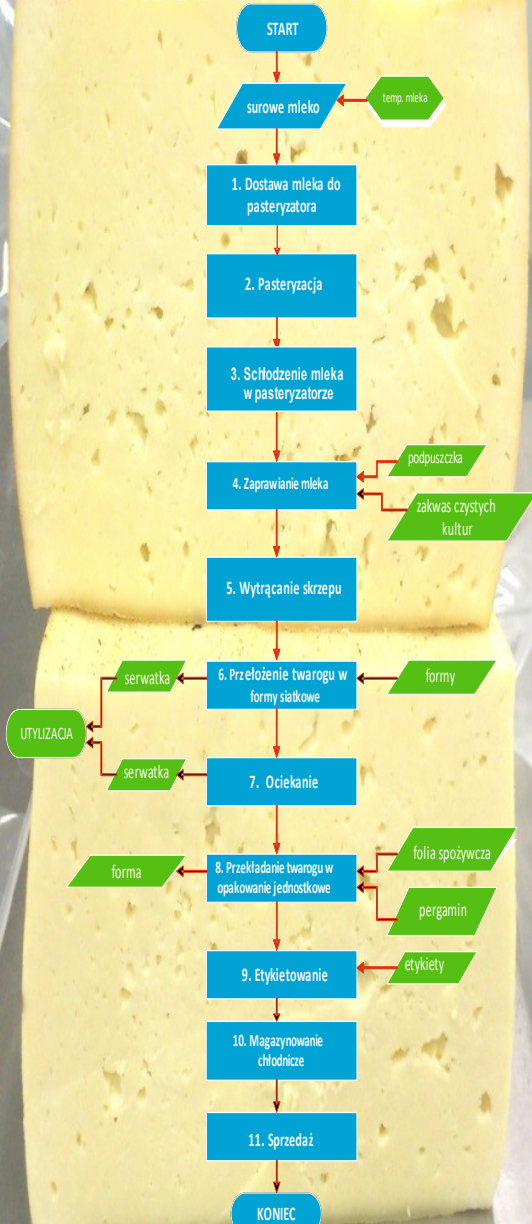 START
surowe mleko
temp. mleka
1. Dostawa mleka do
pasteryzatora
2. Pasteryzacja
3. Schłodzenie mleka
w pasteryzatorze
podpuszczka
4. Zaprawianie mleka
zakwas czystych
kultur
5. Wytrącanie skrzepu
serwatka
6. Przełożenie twarogu w
formy siatkowe
formy
UTYLIZACJA
serwatka
7. Ociekanie
folia spożywcza
forma
8. Przekładanie twarogu w
opakowanie jednostkowe
pergamin
9. Etykietowanie
etykiety
10. Magazynowanie
chłodnicze
11. Sprzedaż
KONIEC